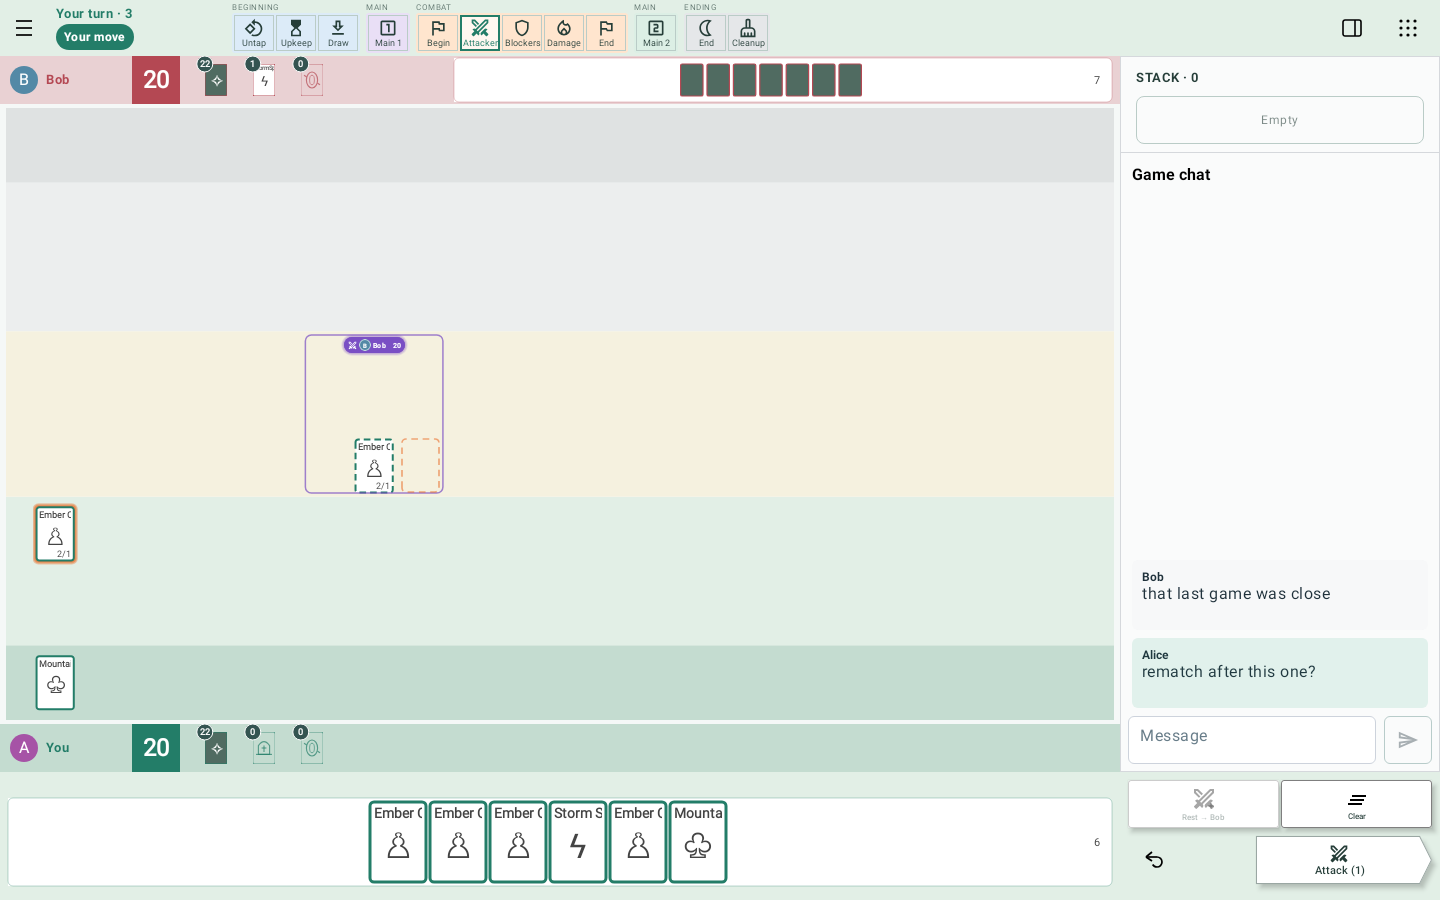 Your turn · 3
Your move
BEGINNING
MAIN
COMBAT
MAIN
ENDING
Untap
Upkeep
Draw
Main 1
Begin
Attacker
Blockers
Damage
End
Main 2
End
Cleanup
B
Bob
20
22
1
0
7
STACK · 0
Empty
Game chat
B Bob 20
Ember C
2/1
Ember C
2/1
Mounta
Bob
that last game was close
Alice
rematch after this one?
Message
A
You
20
22
0
0
Ember C
Ember C
Ember C
Storm S
Ember C
Mounta
6
Rest → Bob
Clear
Attack (1)